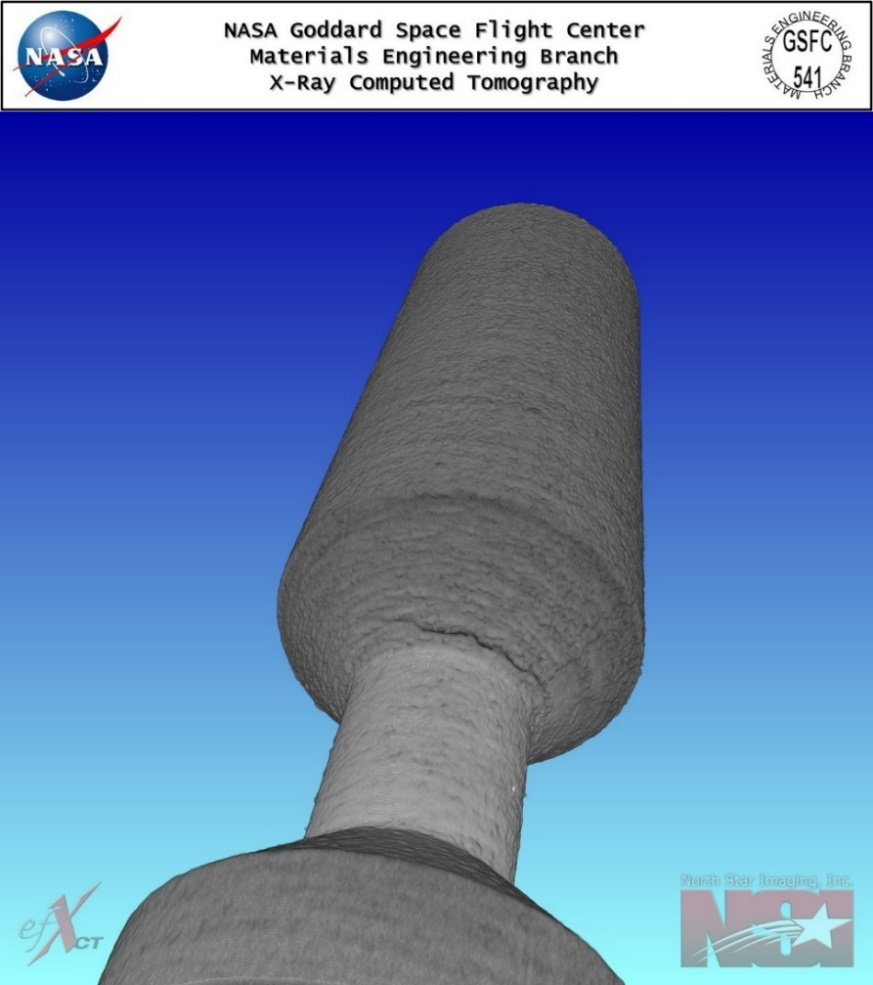 NASA
NASA Goddard Space Flight Center
Materials Engineering Branch
X-Ray Computed Tomography
MATERIALS ENGINEERING BRANCH
GSFC
541
efX CT
North Star Imaging, Inc.
NSI